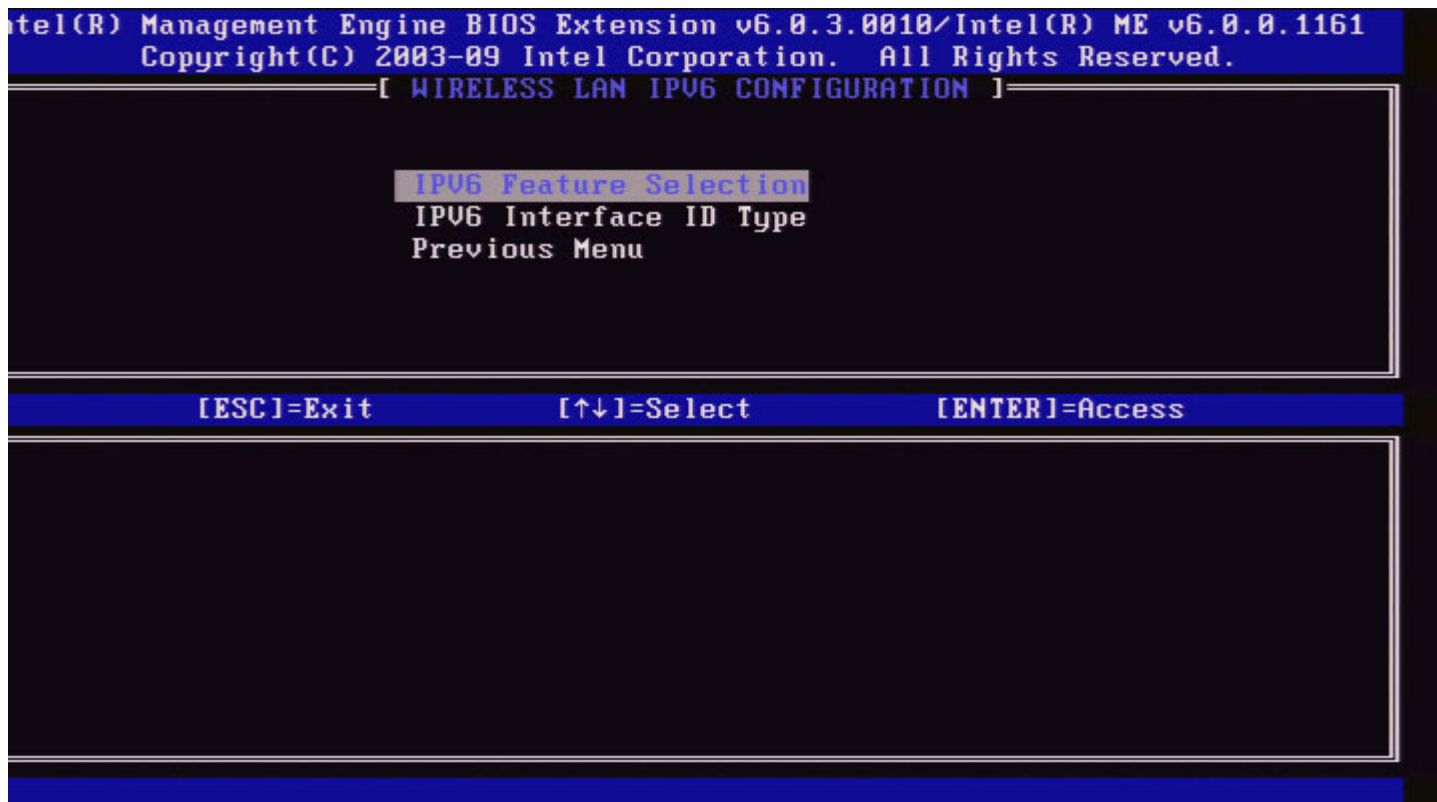 ntel(R) Management Engine BIOS Extension v6.0.3.0010/Intel(R) ME v6.0.0.1161
Copyright(C) 2003-09 Intel Corporation. All Rights Reserved.
[ WIRELESS LAN IPV6 CONFIGURATION ]
IPV6 Feature Selection
IPV6 Interface ID Type
Previous Menu
[ESC]=Exit [↑↓]=Select [ENTER]=Access